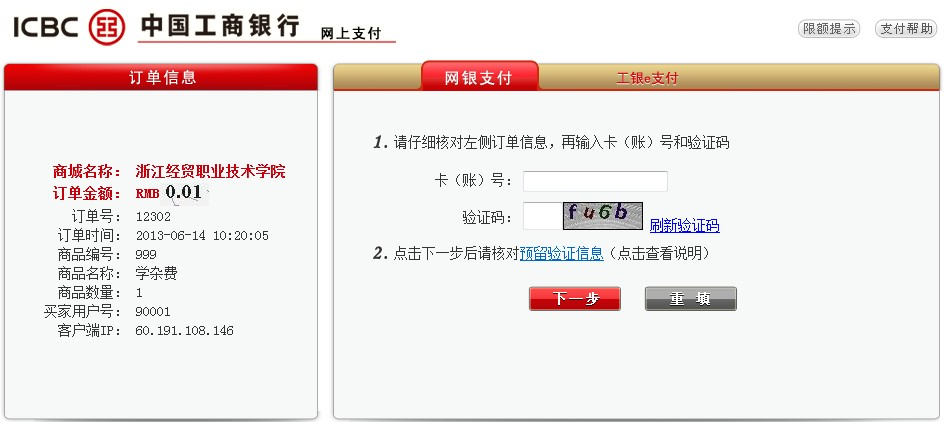 ICBC 中国工商银行 网上支付
限额提示 支付帮助
订单信息
商城名称： 浙江经贸职业技术学院
订单金额： RMB 0.01
订单号： 12302
订单时间： 2013-06-14 10:20:05
商品编号： 999
商品名称： 学杂费
商品数量： 1
买家用户号： 90001
客户端IP： 60.191.108.146
网银支付 工银e支付
1. 请仔细核对左侧订单信息，再输入卡（账）号和验证码
卡（账）号：
验证码： fu6b 刷新验证码
2. 点击下一步后请核对预留验证信息（点击查看说明）
下一步 重 填